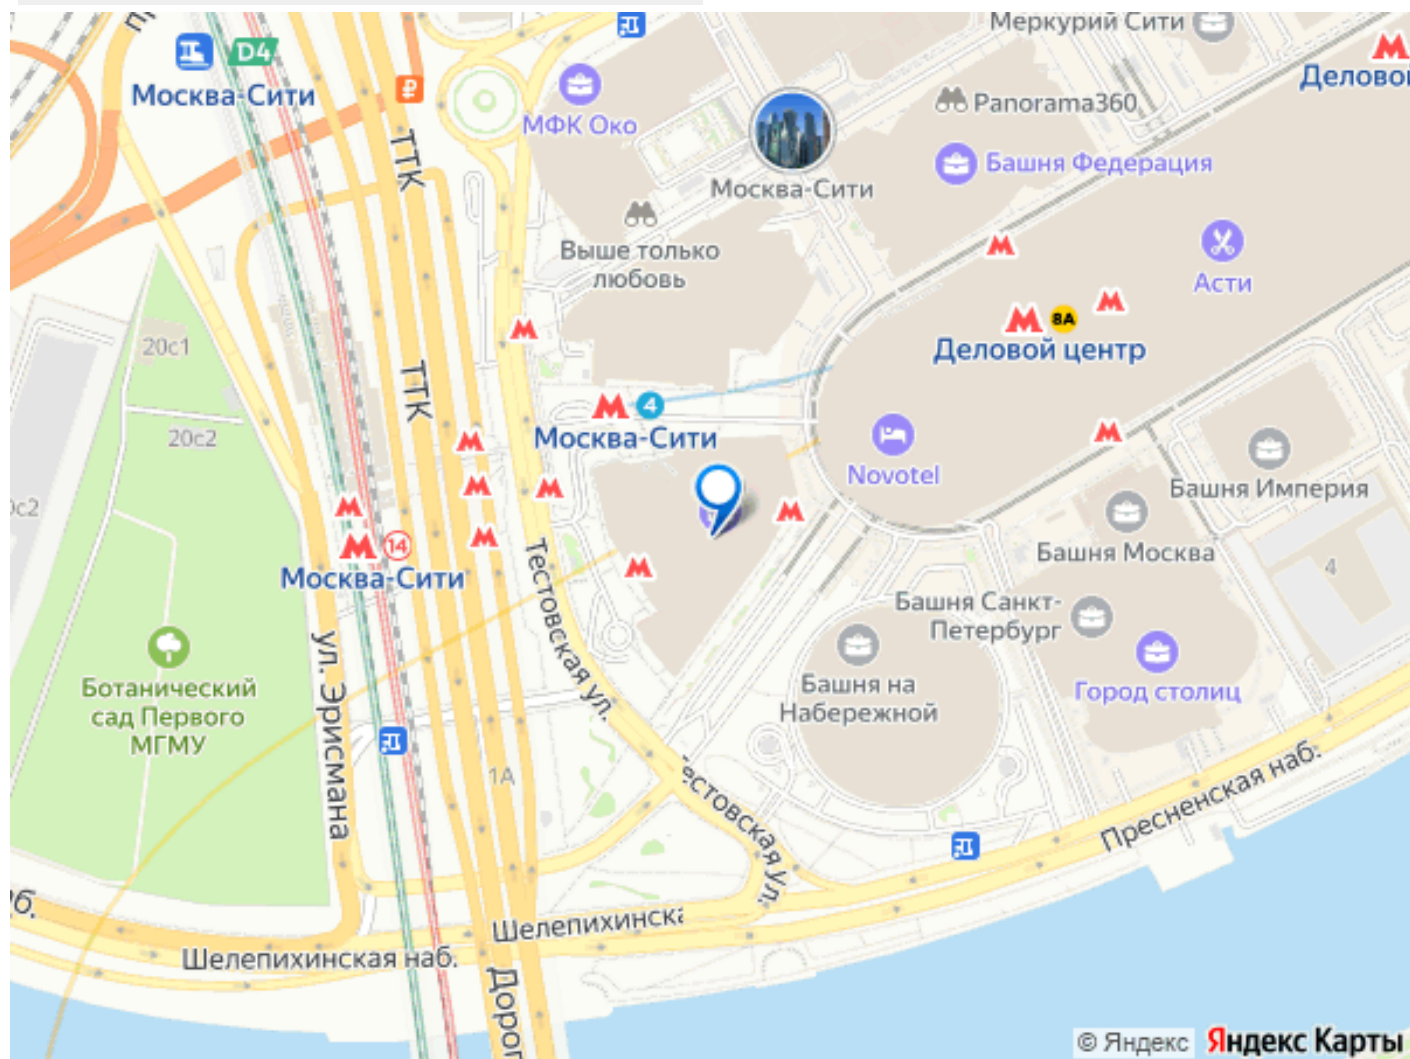 Меркурий Сити
D4
Москва-Сити
Деловой
МФК Око
Panorama360
Башня Федерация
ТТК
Москва-Сити
Выше только
любовь
Асти
8А
Деловой центр
20с1
ТТК
4
Москва-Сити
20с2
Novotel
Башня Империя
Башня Москва
14
Москва-Сити
4
Башня Санкт-
Петербург
Тестовская ул.
ул. Эрисмана
Ботанический
сад Первого
МГМУ
Башня на
Набережной
Город столиц
1А
Тестовская ул.
Пресненская наб.
Шелепихинска
Шелепихинская наб.
Дорог
© Яндекс
Яндекс Карты